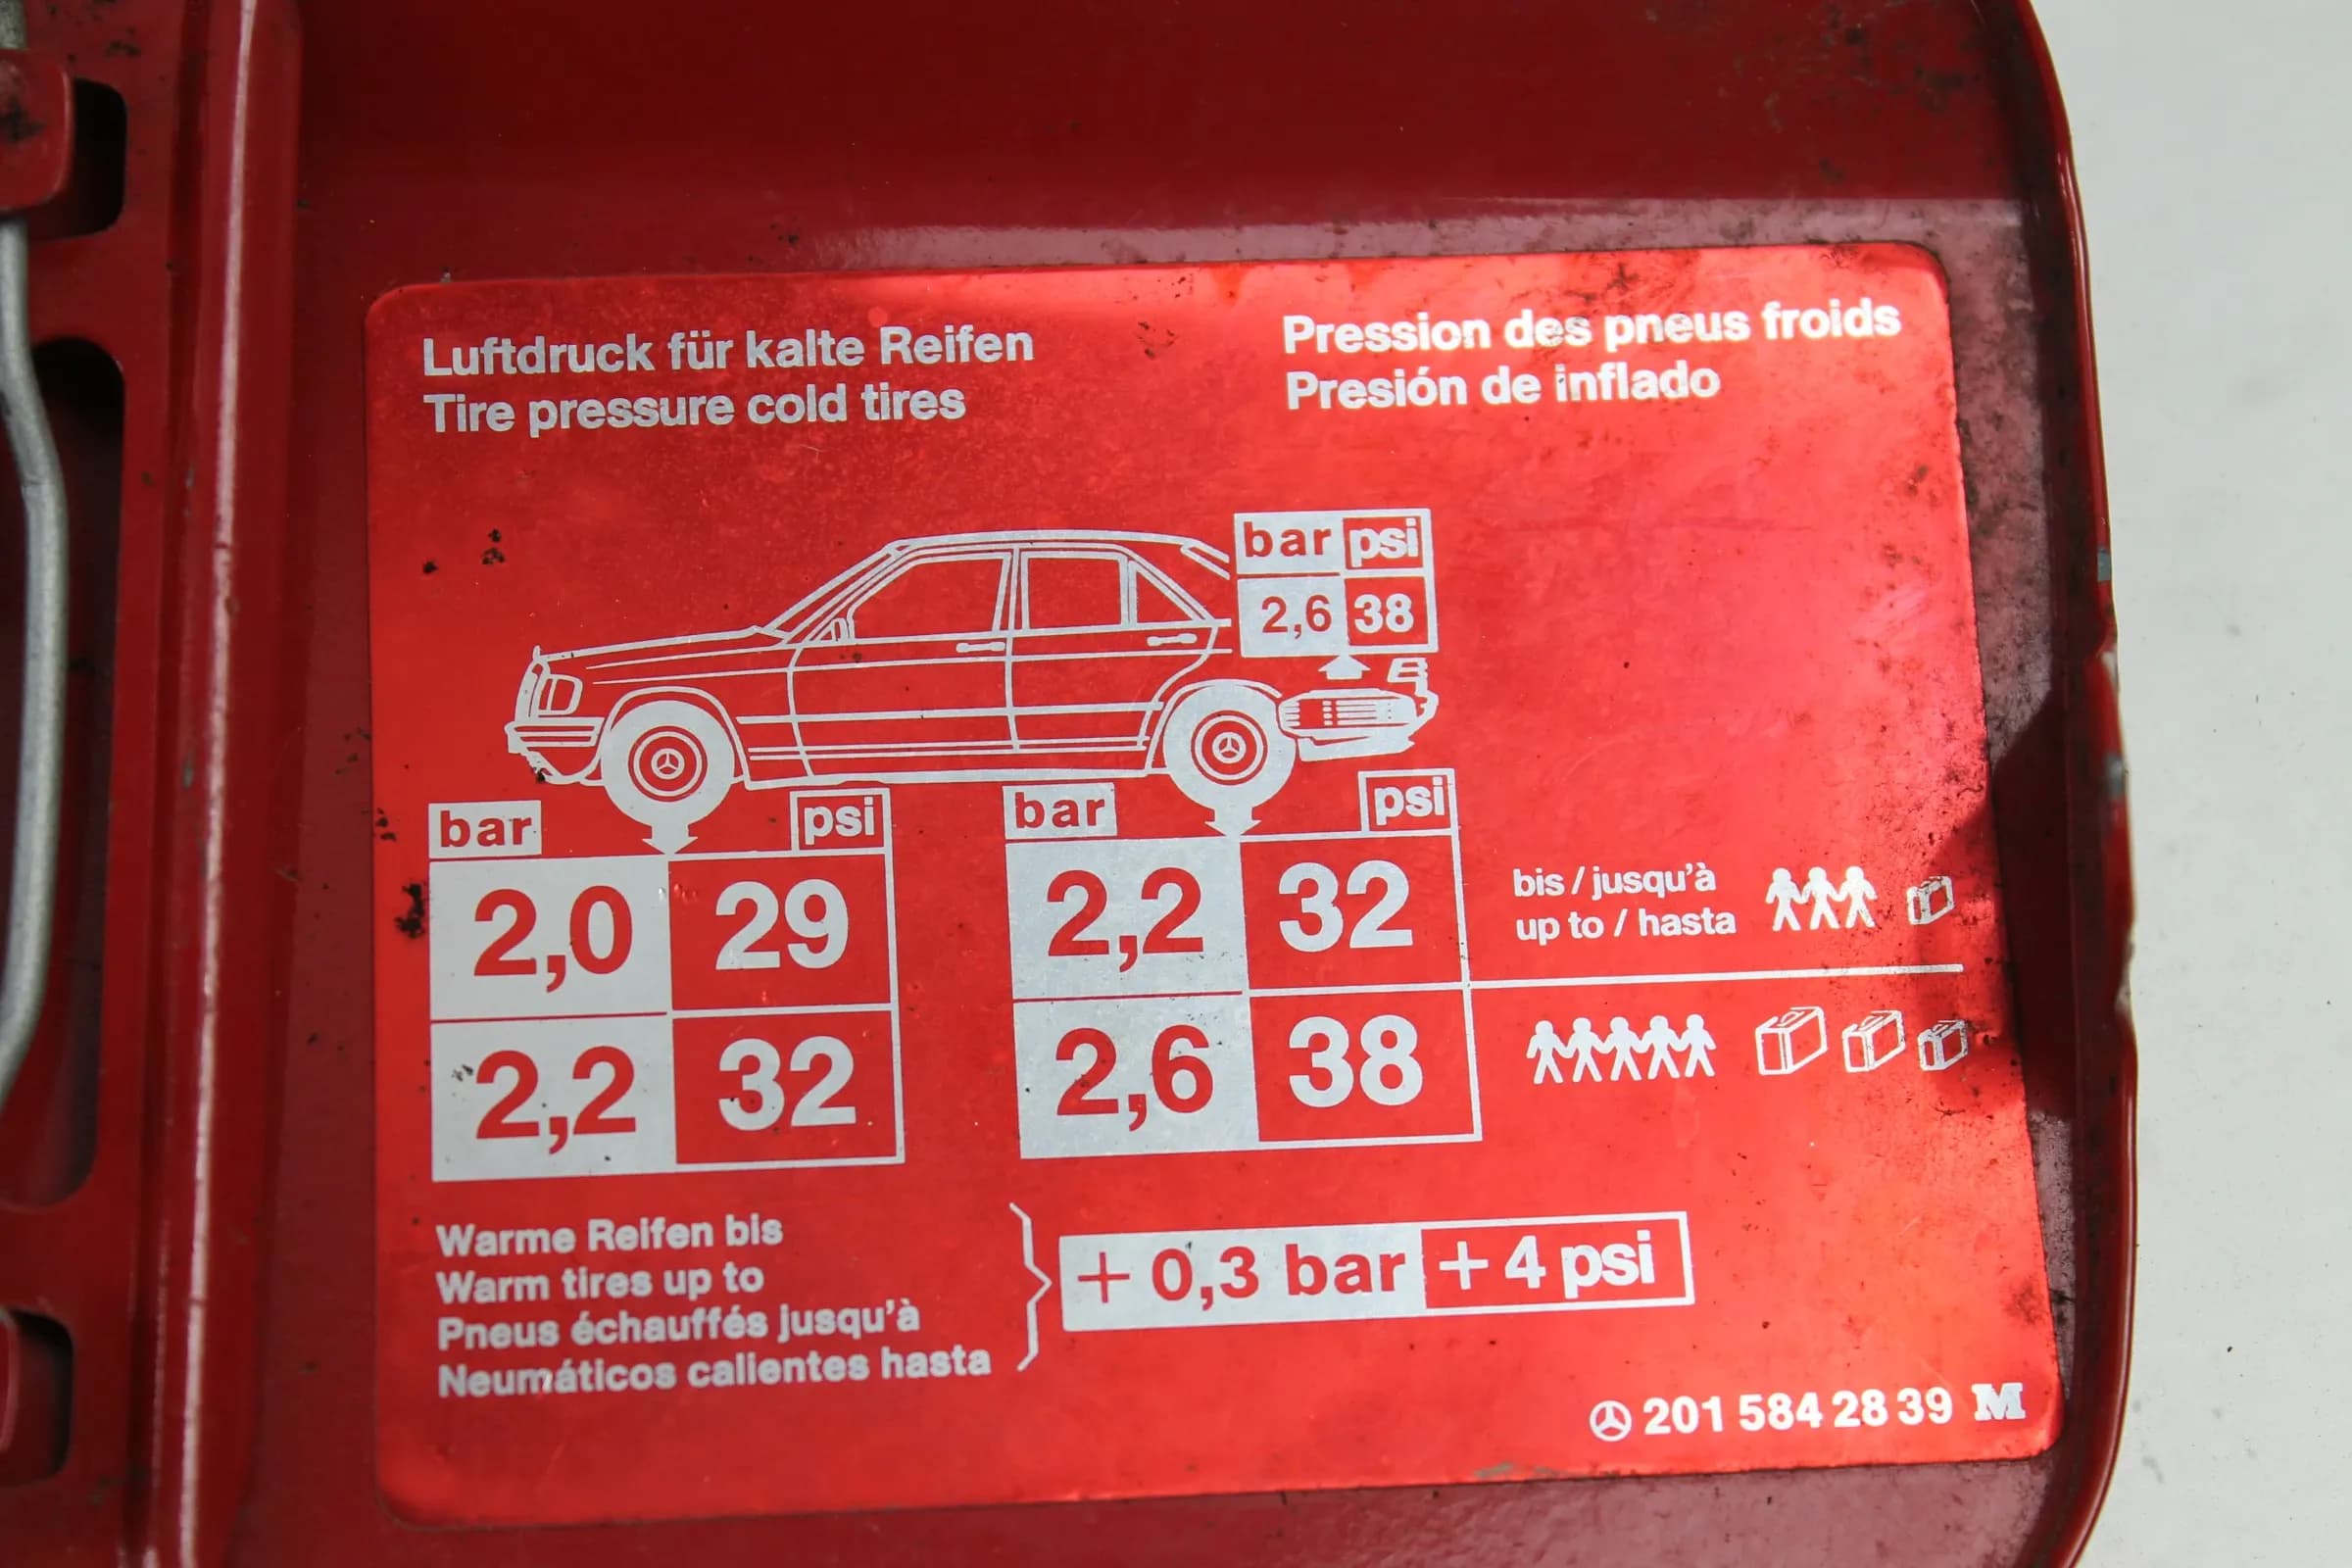 Luftdruck für kalte Reifen
Tire pressure cold tires
Pression des pneus froids
Presión de inflado
bar psi
2,6 38
bar psi
2,0 29
2,2 32
bar psi
2,2 32
2,6 38
bis / jusqu'à
up to / hasta
Warme Reifen bis
Warm tires up to
Pneus échauffés jusqu'à
Neumáticos calientes hasta
+ 0,3 bar + 4 psi
201 584 28 39 M